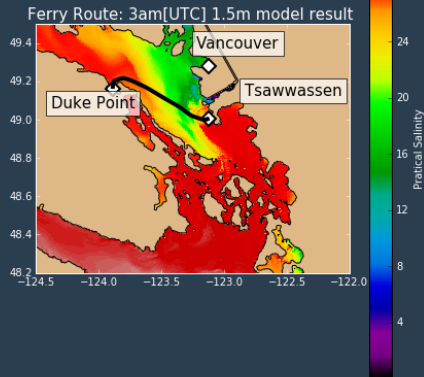 Ferry Route: 3am[UTC] 1.5m model result
49.4
49.2
49.0
48.8
48.6
48.4
48.2
Vancouver
Tsawwassen
Duke Point
−124.5 −124.0 −123.5 −123.0 −122.5 −122.0
24
20
16
12
8
4
Pratical Salinity